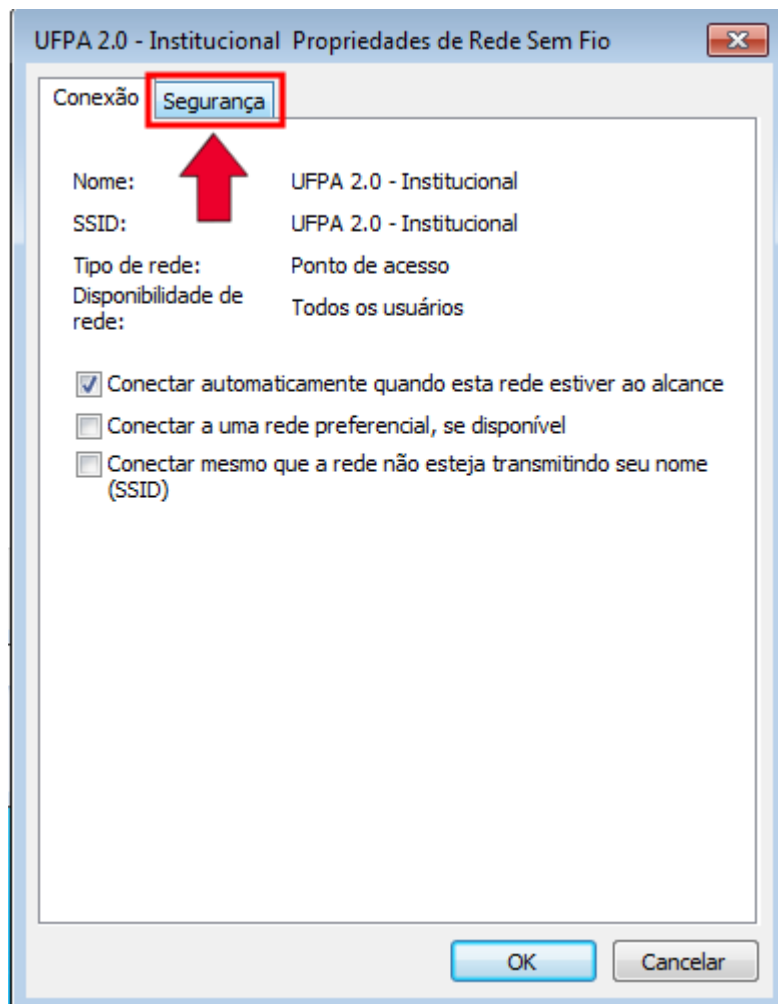 UFPA 2.0 - Institucional Propriedades de Rede Sem Fio
Conexão
Segurança
Nome: UFPA 2.0 - Institucional
SSID: UFPA 2.0 - Institucional
Tipo de rede: Ponto de acesso
Disponibilidade de
rede: Todos os usuários
Conectar automaticamente quando esta rede estiver ao alcance
Conectar a uma rede preferencial, se disponível
Conectar mesmo que a rede não esteja transmitindo seu nome
(SSID)
OK
Cancelar